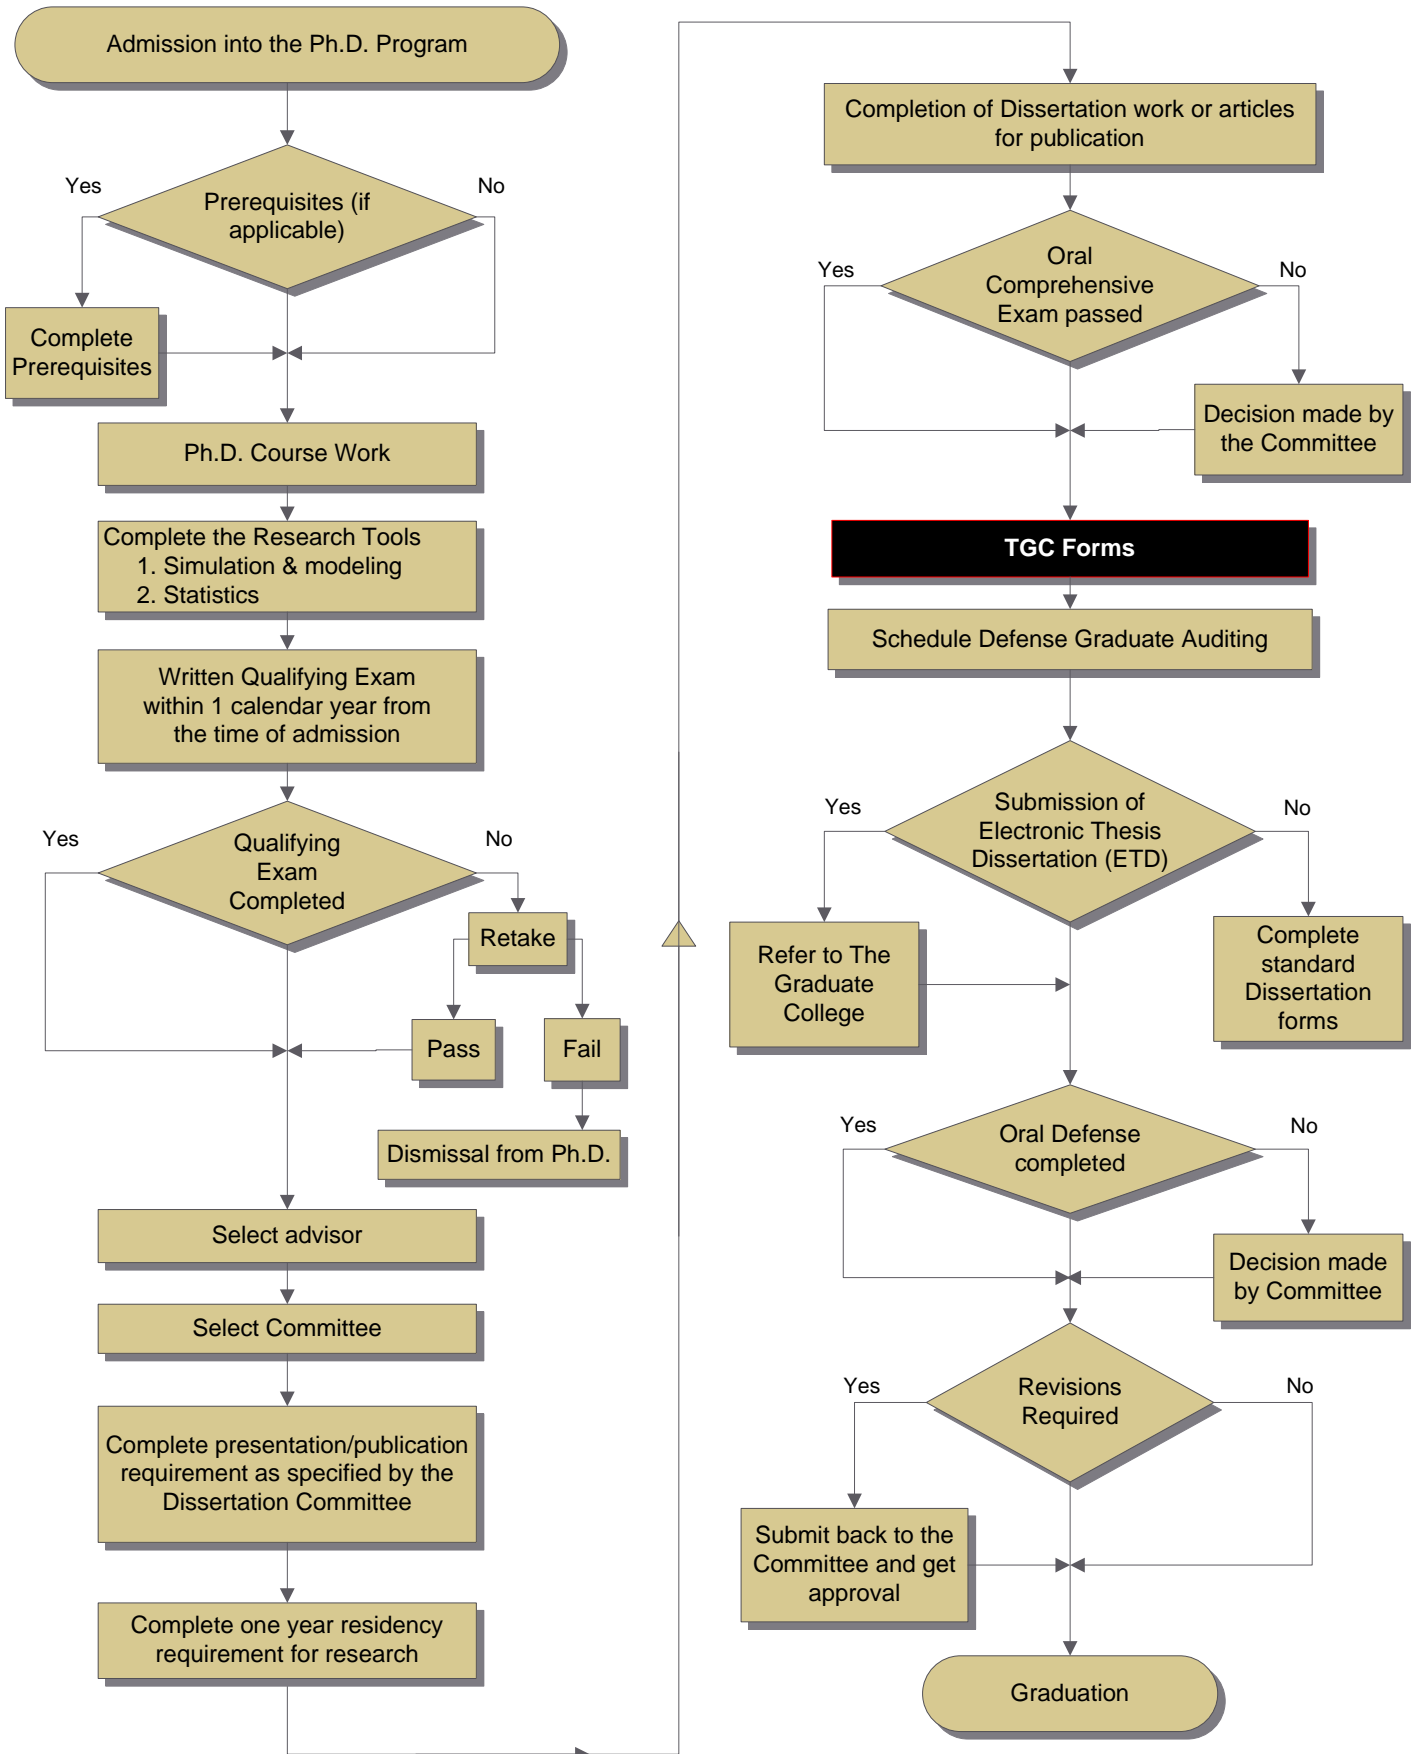 Admission into the Ph.D. Program
Yes
No
Prerequisites (if
applicable)
Complete
Prerequisites
Ph.D. Course Work
Complete the Research Tools
1. Simulation & modeling
2. Statistics
Written Qualifying Exam
within 1 calendar year from
the time of admission
Yes
No
Qualifying
Exam
Completed
Retake
Pass
Fail
Dismissal from Ph.D.
Select advisor
Select Committee
Complete presentation/publication
requirement as specified by the
Dissertation Committee
Complete one year residency
requirement for research
Completion of Dissertation work or articles
for publication
Yes
No
Oral
Comprehensive
Exam passed
Decision made by
the Committee
TGC Forms
Schedule Defense Graduate Auditing
Yes
No
Submission of
Electronic Thesis
Dissertation (ETD)
Refer to The
Graduate
College
Complete
standard
Dissertation
forms
Yes
No
Oral Defense
completed
Decision made
by Committee
Yes
No
Revisions
Required
Submit back to the
Committee and get
approval
Graduation